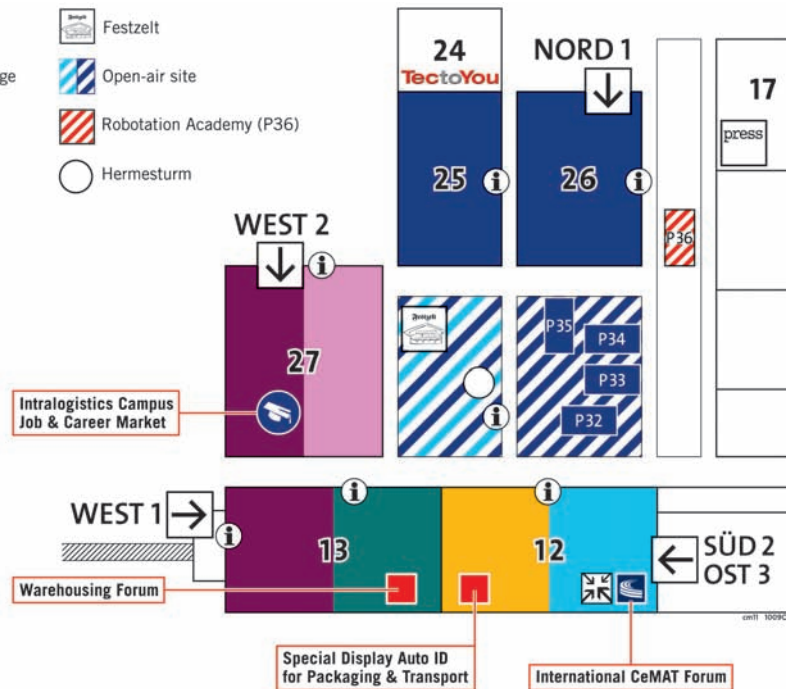 Festzelt
ge
Open-air site
Robotation Academy (P36)
Hermesturm
24
TectoYou
NORD 1
17
press
25
i
26
i
P36
WEST 2
i
Festzelt
P35
P34
27
P33
Intralogistics Campus
Job & Career Market
i
P32
WEST 1
i
i
i
13
12
SÜD 2
OST 3
Warehousing Forum
Special Display Auto ID
for Packaging & Transport
International CeMAT Forum